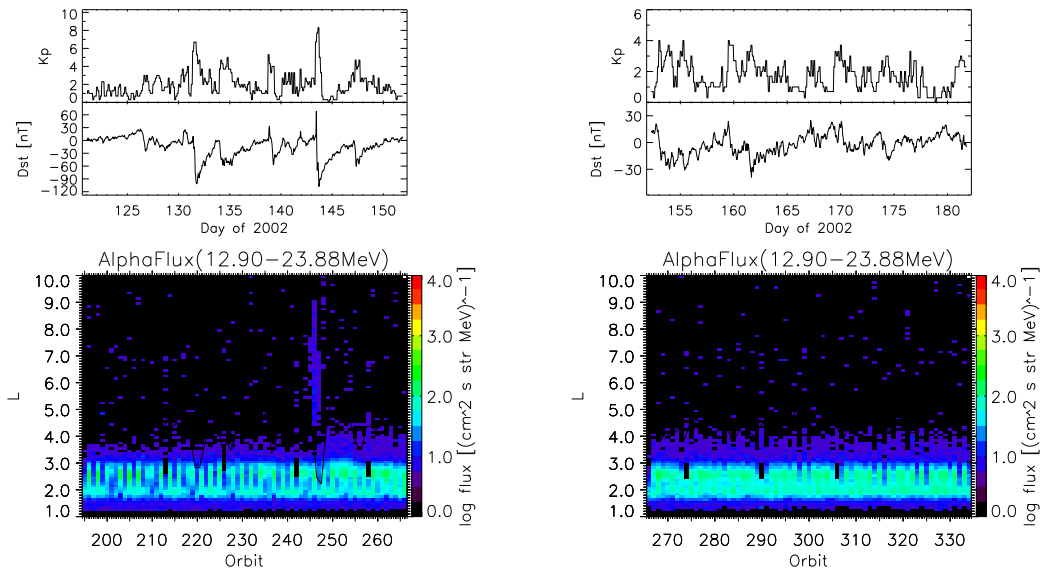 10
8
6
4
2
0
Kp
60
30
0
−30
−60
−90
−120
Dst [nT]
125 130 135 140 145 150
Day of 2002
6
4
2
0
Kp
30
0
−30
Dst [nT]
155 160 165 170 175 180
Day of 2002
AlphaFlux(12.90−23.88MeV)
10.0
9.0
8.0
7.0
6.0
5.0
4.0
3.0
2.0
1.0
L
200 210 220 230 240 250 260
Orbit
4.0
3.0
2.0
1.0
0.0
log flux [(cm^2 s str MeV)^−1]
AlphaFlux(12.90−23.88MeV)
10.0
9.0
8.0
7.0
6.0
5.0
4.0
3.0
2.0
1.0
L
270 280 290 300 310 320 330
Orbit
4.0
3.0
2.0
1.0
0.0
log flux [(cm^2 s str MeV)^−1]